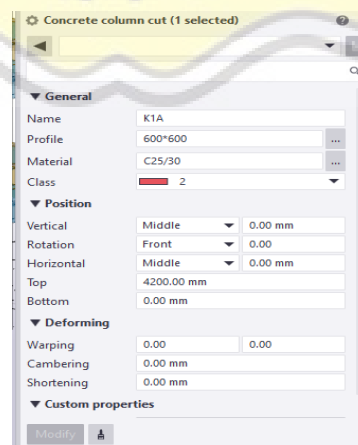 Concrete column cut (1 selected)
General
Name K1A
Profile 600*600 ...
Material C25/30 ...
Class 2
Position
Vertical Middle 0.00 mm
Rotation Front 0.00
Horizontal Middle 0.00 mm
Top 4200.00 mm
Bottom 0.00 mm
Deforming
Warping 0.00 0.00
Cambering 0.00 mm
Shortening 0.00 mm
Custom properties
Modify